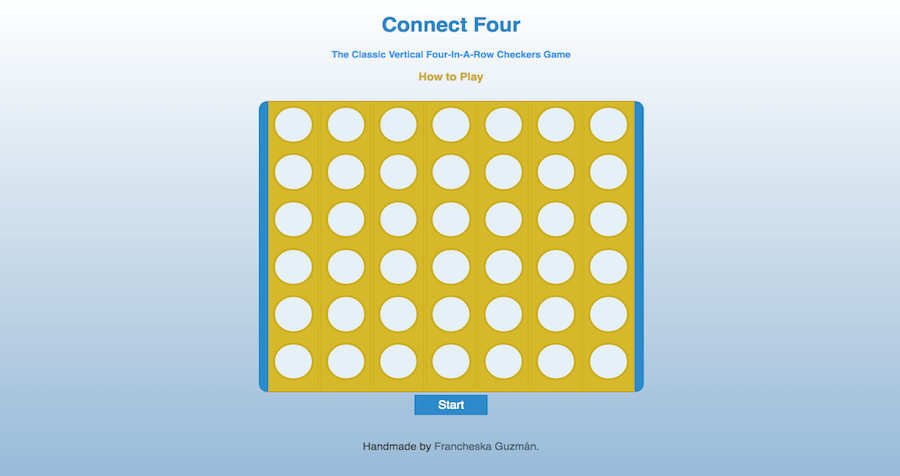 Connect Four
The Classic Vertical Four-In-A-Row Checkers Game
How to Play
Start
Handmade by Francheska Guzmán.